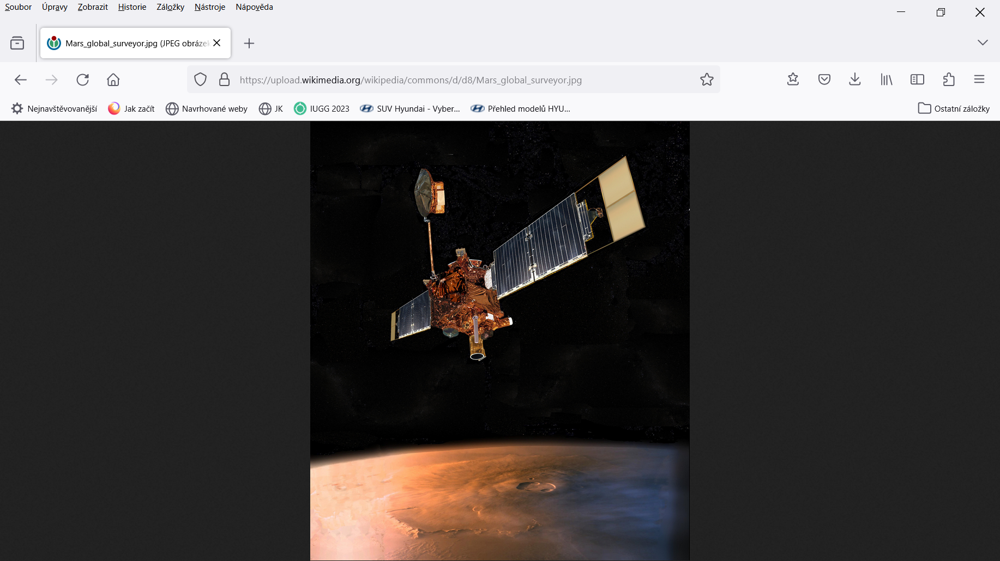 Soubor Úpravy Zobrazit Historie Záložky Nástroje Nápověda
Mars_global_surveyor.jpg (JPEG obrázek
https://upload.wikimedia.org/wikipedia/commons/d/d8/Mars_global_surveyor.jpg
Nejnavštěvovanější Jak začít Navrhované weby JK IUGG 2023 SUV Hyundai - Vyber... Přehled modelů HYU... Ostatní záložky